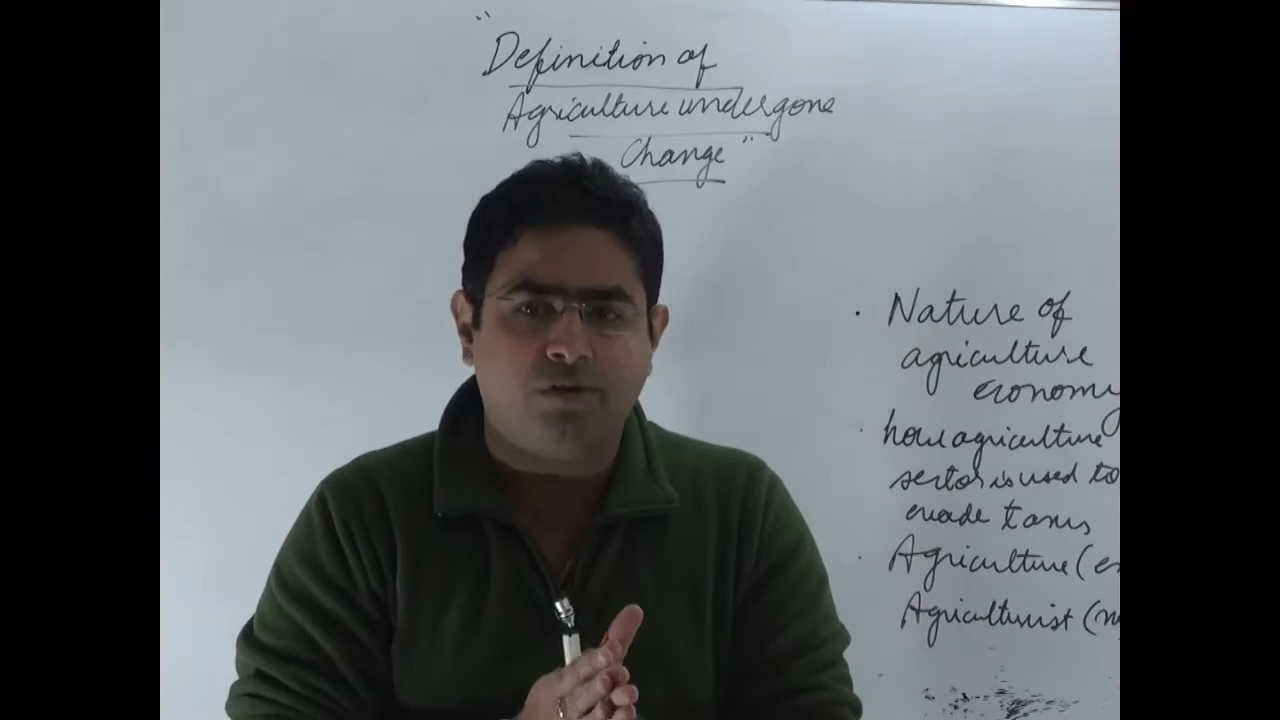 "Definition of
Agriculture undergone
Change"
• Nature of
agriculture
economy
• how agriculture
sector is used to
evade taxes
• Agriculture (
Agriculturist (